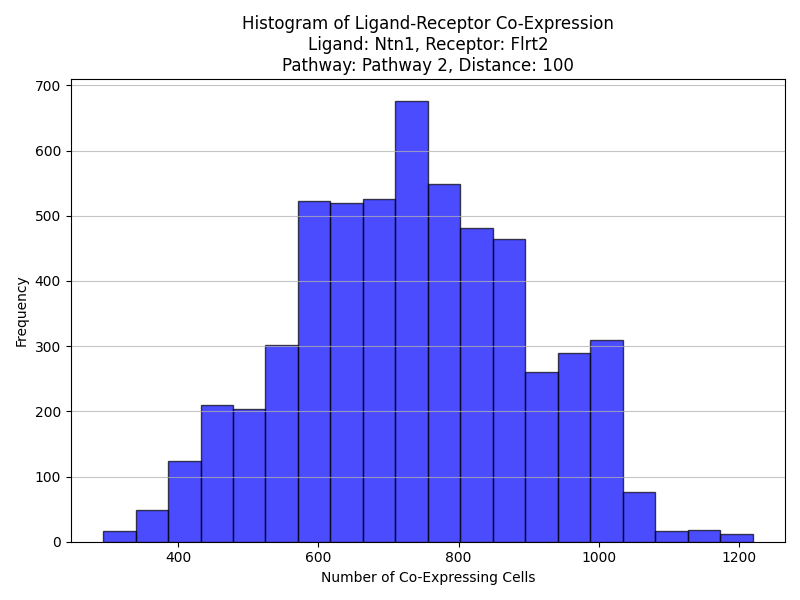 Histogram of Ligand-Receptor Co-Expression
Ligand: Ntn1, Receptor: Flrt2
Pathway: Pathway 2, Distance: 100
700
600
500
400
300
200
100
0
Frequency
400 600 800 1000 1200
Number of Co-Expressing Cells